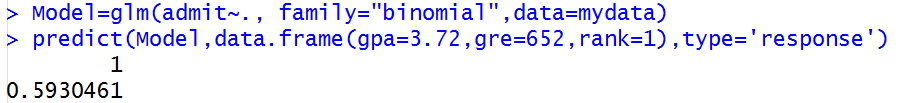 > Model=glm(admit~., family="binomial",data=mydata)
> predict(Model,data.frame(gpa=3.72,gre=652,rank=1),type='response')
1
0.5930461